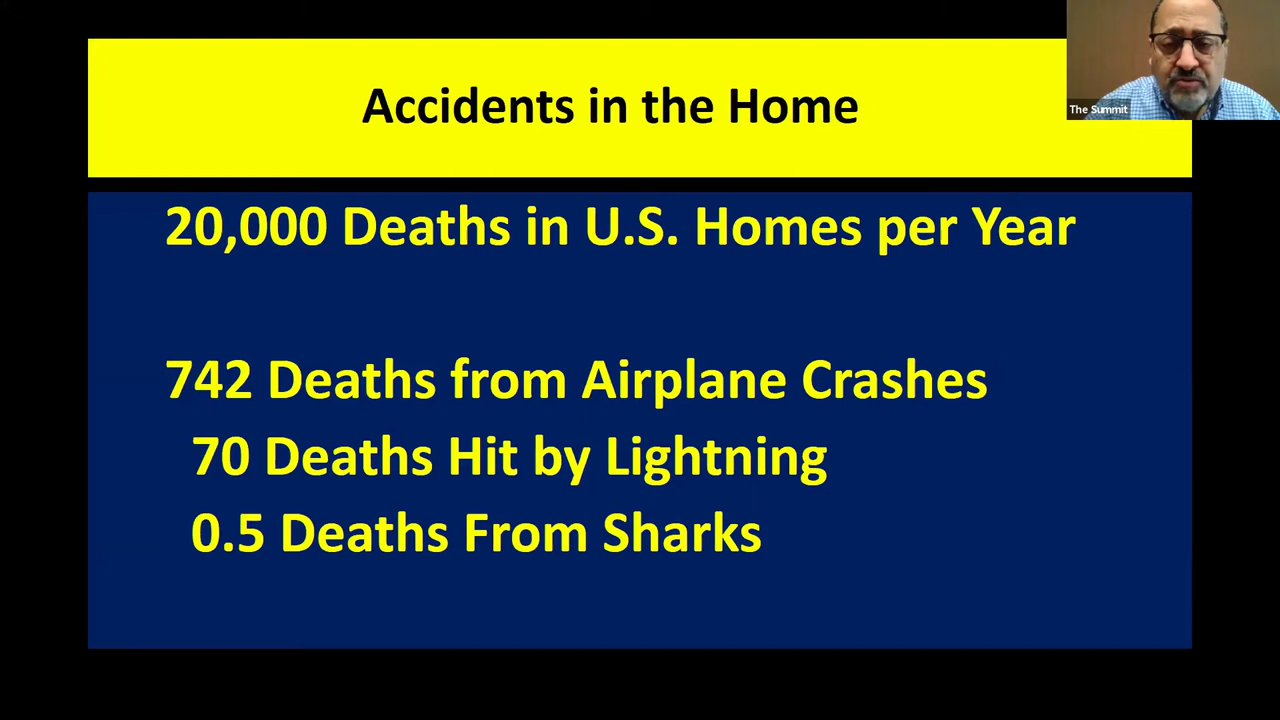 Accidents in the Home
The Summit
20,000 Deaths in U.S. Homes per Year
742 Deaths from Airplane Crashes
70 Deaths Hit by Lightning
0.5 Deaths From Sharks